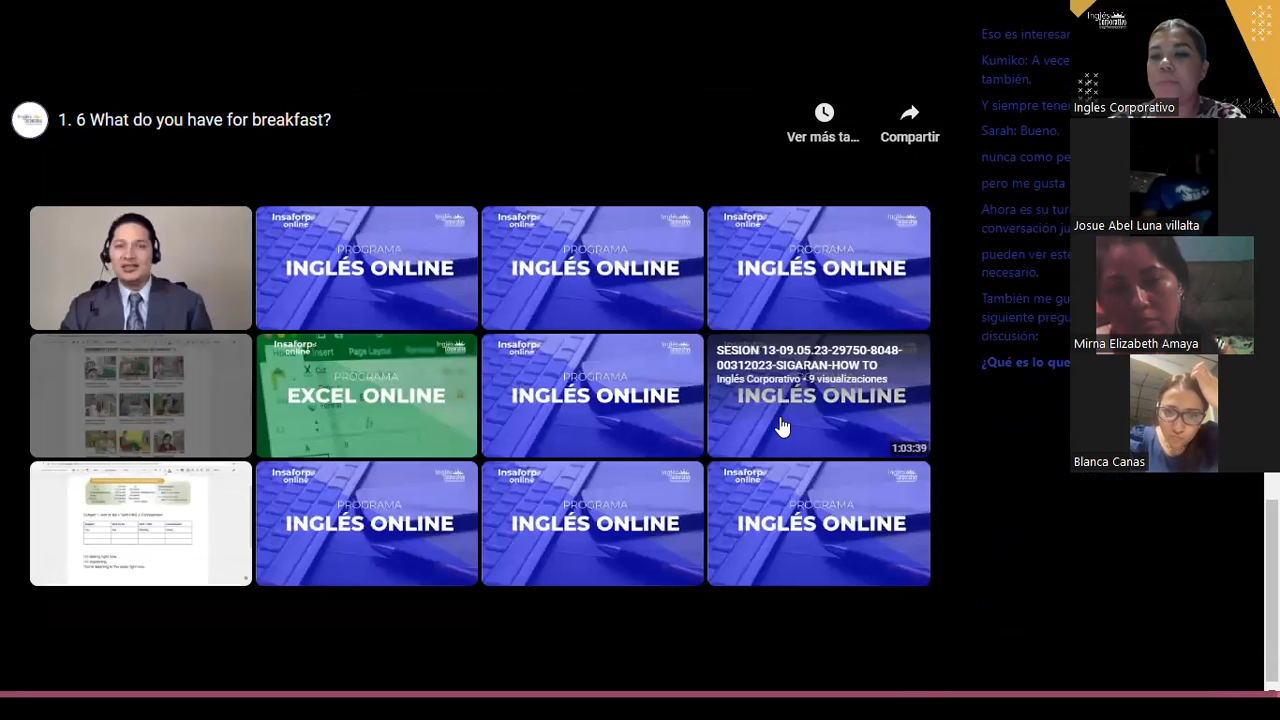 1. 6 What do you have for breakfast?
Ver más ta...
Compartir
Insaforp
online
PROGRAMA
INGLÉS ONLINE
Insaforp
online
PROGRAMA
INGLÉS ONLINE
Insaforp
online
PROGRAMA
INGLÉS ONLINE
Insaforp
online
Insert
Page Layout
PROGRAMA
EXCEL ONLINE
Insaforp
online
PROGRAMA
INGLÉS ONLINE
SESION 13-09.05.23-29750-8048-
00312023-SIGARAN-HOW TO
Inglés Corporativo • 9 visualizaciones
INGLÉS ONLINE
1:03:39
Insaforp
online
PROGRAMA
INGLÉS ONLINE
Insaforp
online
PROGRAMA
INGLÉS ONLINE
Insaforp
online
PROGRAMA
INGLÉS ONLINE
Eso es interesan
Kumiko: A vece
también,
Y siempre tener
Sarah: Bueno,
nunca como pe
pero me gusta
Ahora es su tur
conversación ju
pueden ver este
necesario.
También me gu
siguiente pregu
discusión:
¿Qué es lo que
Inglés
Corporativo
Ingles Corporativo
Josue Abel Luna villalta
Mirna Elizabeth Amaya
Blanca Canas